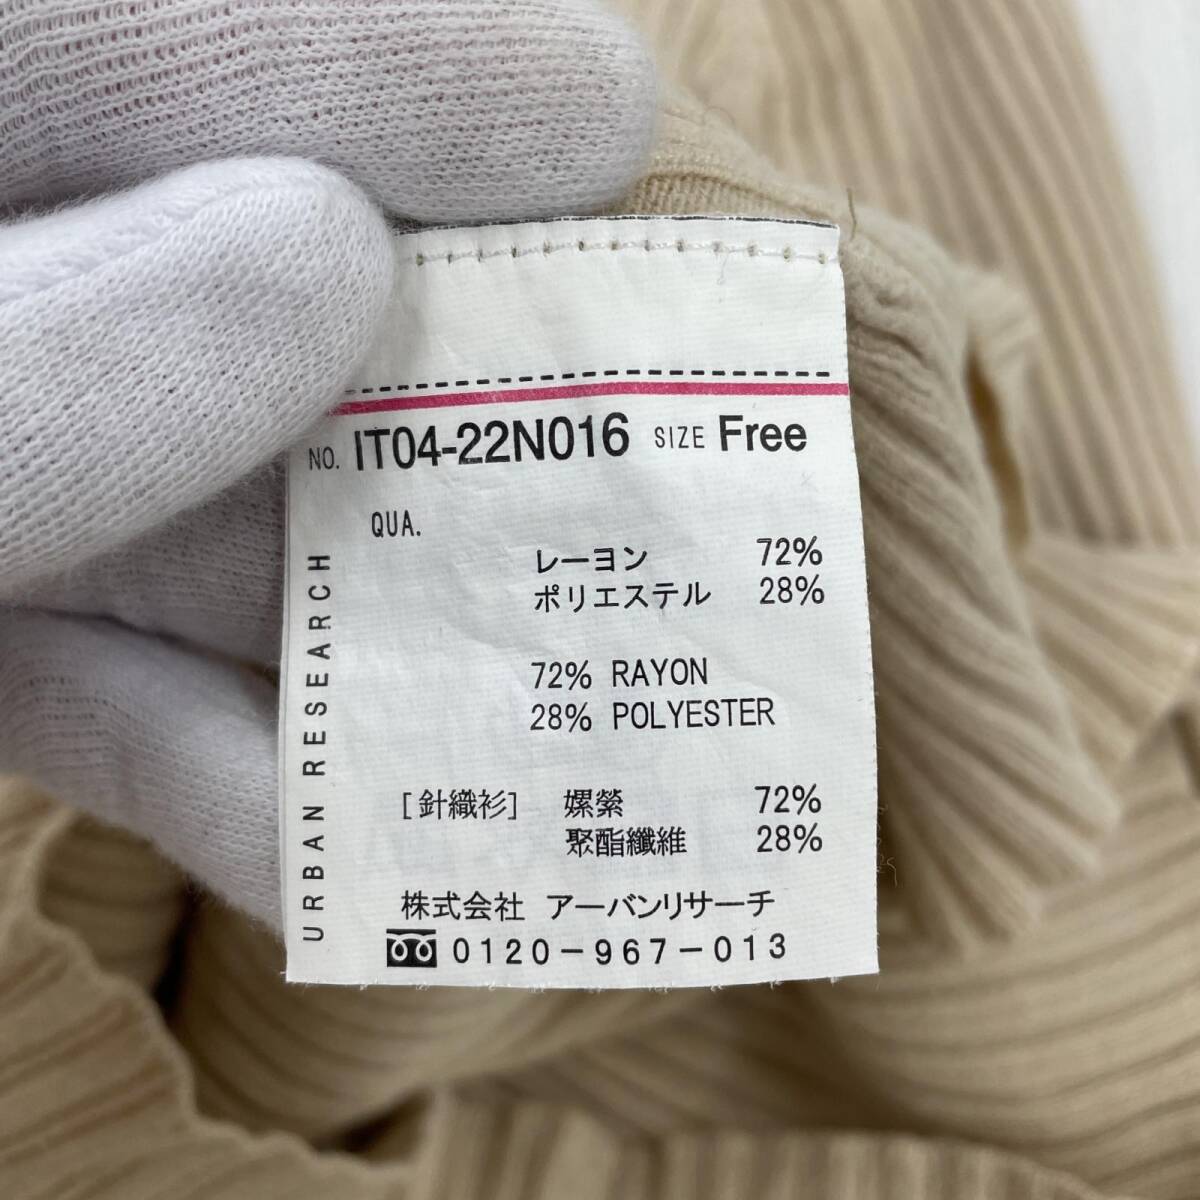 NO. IT04-22N016 SIZE Free
QUA.
レーヨン 72%
ポリエステル 28%
72% RAYON
28% POLYESTER
[針織衫] 嫘縈 72%
聚酯纖維 28%
株式会社 アーバンリサーチ
0120-967-013
URBAN RESEARCH